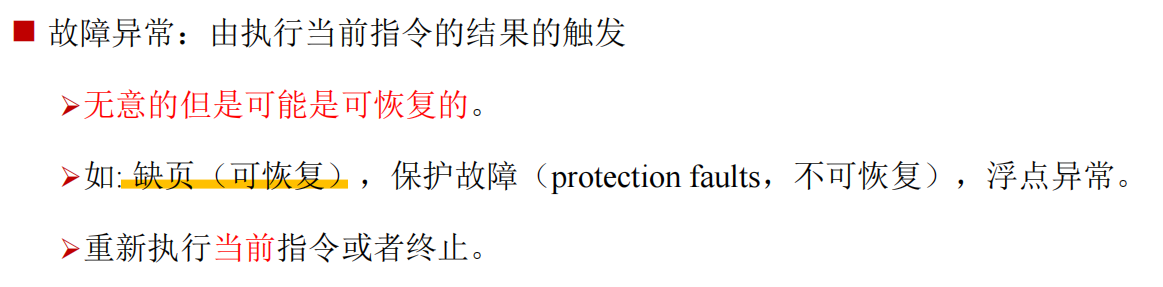 ■ 故障异常：由执行当前指令的结果的触发
➢无意的但是可能是可恢复的。
➢如: 缺页（可恢复），保护故障（protection faults，不可恢复），浮点异常。
➢重新执行当前指令或者终止。